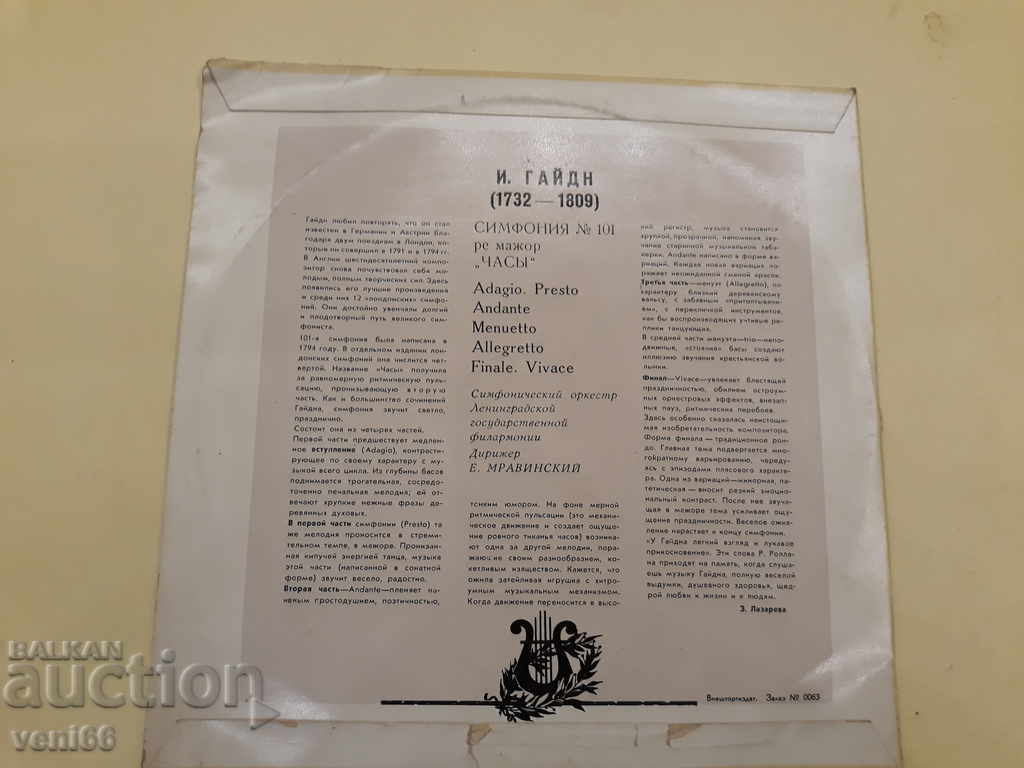 И. ГАЙДН
(1732 — 1809)
СИМФОНИЯ № 101
ре мажор
„ЧАСЫ“
Adagio. Presto
Andante
Menuetto
Allegretto
Finale. Vivace
Симфонический оркестр
Ленинградской
государственной
филармонии
Дирижер
Е. МРАВИНСКИЙ
Гайдн любил повторять, что он стал
известен в Германии и Австрии бла-
годаря двум поездкам в Лондон, ко-
торые он совершил в 1791 и в 1794 гг.
В Англии шестидесятилетний компо-
зитор снова почувствовал себя мо-
лодым, полным творческих сил. Здесь
появились его лучшие произведения
и среди них 12 «лондонских» симфо-
ний. Они достойно увенчали долгий
и плодотворный путь великого сим-
фониста.
101-я симфония была написана в
1794 году. В отдельном издании лон-
донских симфоний она числится чет-
вертой. Название «Часы» получила
за равномерную ритмическую пуль-
сацию, пронизывающую вторую
часть. Как и большинство сочинений
Гайдна, симфония звучит светло,
празднично.
Состоит она из четырех частей.
Первой части предшествует медлен-
ное вступление (Adagio), контрастиру-
ющее по своему характеру с му-
зыкой всего цикла. Из глубины басов
поднимается трогательная, сосредо-
точенно печальная мелодия; ей от-
вечают хрупкие нежные фразы де-
ревянных духовых.
В первой части симфонии (Presto) та
же мелодия проносится в стреми-
тельном темпе, в мажоре. Пронизан-
ная кипучей энергией танца, музыка
этой части (написанной в сонатной
форме) звучит весело, радостно.
Вторая часть—Andante—пленяет на-
ивным простодушием, поэтичностью,
тонким юмором. На фоне мерной
ритмической пульсации (это механи-
ческое движение и создает ощуще-
ние ровного тиканья часов) возника-
ют одна за другой мелодии, пора-
жающие своим разнообразием, ко-
кетливым изяществом. Кажется, что
ожила затейливая игрушка с хитро-
умным музыкальным механизмом.
Когда движение переносится в высо-
кий регистр, музыка становится
хрупкой, прозрачной, напоминая зву-
чание старинной музыкальной таба-
керки. Andante написано в форме ва-
риаций. Каждая новая вариация по-
ражает неожиданной сменой красок.
Третья часть—менуэт (Allegretto), по
характеру близкий деревенскому
вальсу, с забавным «притоптывани-
ем», с перекличкой инструментов,
как бы воспроизводящих учтивые ре-
плики танцующих.
В средней части менуэта—trio—непо-
движные, «стоячие» басы создают
иллюзию звучания крестьянской во-
лынки.
Финал—Vivace—увлекает блестящей
праздничностью, обилием остроум-
ных оркестровых эффектов, внезап-
ных пауз, ритмических перебоев.
Здесь особенно сказалась неистощи-
мая изобретательность композитора.
Форма финала—традиционное рон-
до. Главная тема подвергается мно-
гократному варьированию, чередуя-
сь с эпизодами плясового характе-
ра. Одна из вариаций—минорная, па-
тетическая—вносит резкий эмоцио-
нальный контраст. После нее звуча-
щая в мажоре тема усиливает ощу-
щение праздничности. Веселое ожив-
ление нарастает к концу симфонии.
"У Гайдна легкий взгляд и лукавое
прикосновение". Эти слова Р. Роллана
приходят на память, когда слуша-
ешь музыку Гайдна, полную веселой
выдумки, душевного здоровья, щед-
рой любви к жизни и к людям.
З. Лазарева
Внешторгиздат. Заказ № 0063
BALKAN
auction
veni66